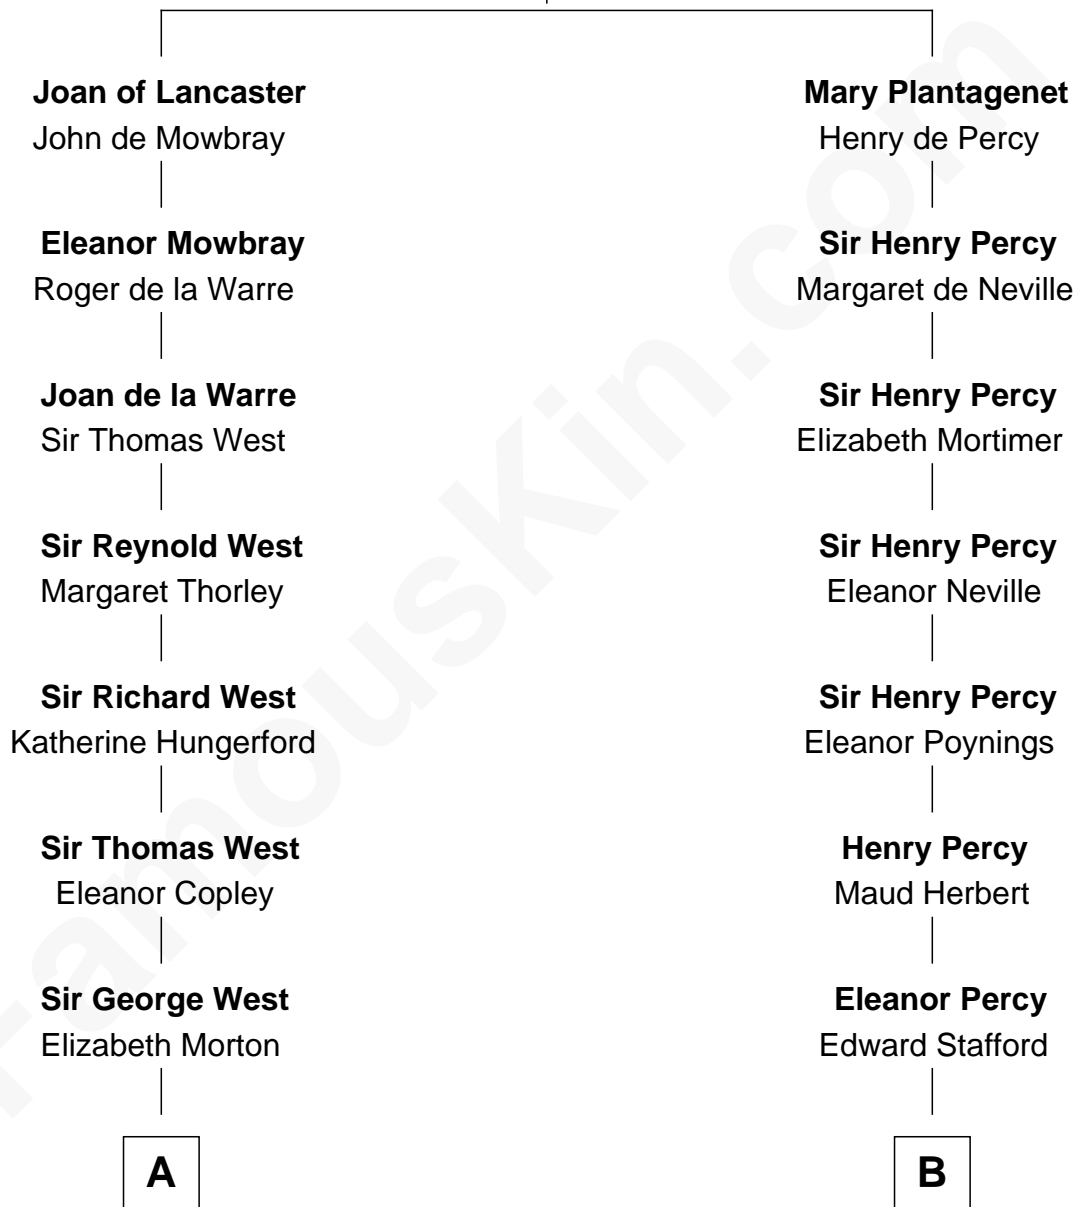 Joan of Lancaster
John de Mowbray
Mary Plantagenet
Henry de Percy
Eleanor Mowbray
Roger de la Warre
Sir Henry Percy
Margaret de Neville
Joan de la Warre
Sir Thomas West
Sir Henry Percy
Elizabeth Mortimer
Sir Reynold West
Margaret Thorley
Sir Henry Percy
Eleanor Neville
Sir Richard West
Katherine Hungerford
Sir Henry Percy
Eleanor Poynings
Sir Thomas West
Eleanor Copley
Henry Percy
Maud Herbert
Sir George West
Elizabeth Morton
Eleanor Percy
Edward Stafford
A
B
FamousKin.com